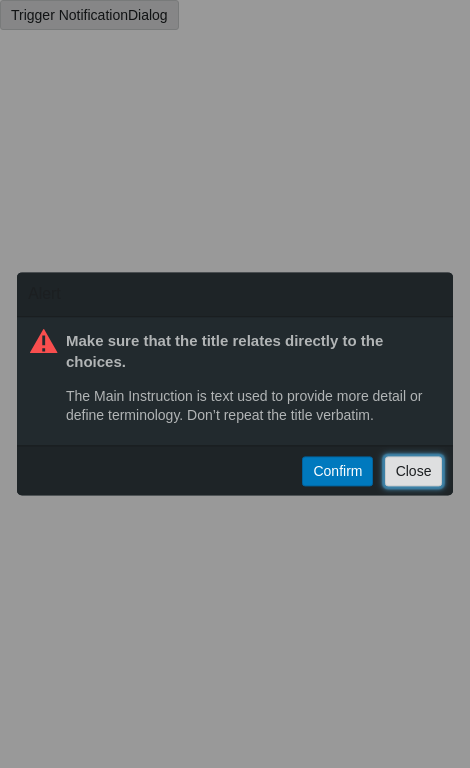 Trigger NotificationDialog
Alert
Make sure that the title relates directly to the
choices.
The Main Instruction is text used to provide more detail or
define terminology. Don’t repeat the title verbatim.
Confirm
Close